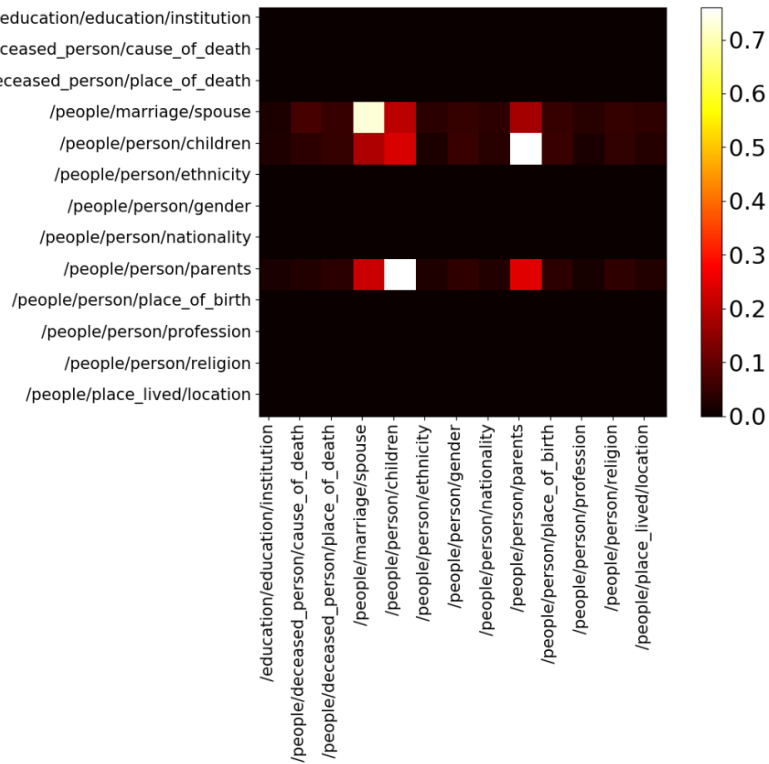 education/education/institution
ceased_person/cause_of_death
eceased_person/place_of_death
/people/marriage/spouse
/people/person/children
/people/person/ethnicity
/people/person/gender
/people/person/nationality
/people/person/parents
/people/person/place_of_birth
/people/person/profession
/people/person/religion
/people/place_lived/location
/education/education/institution
/people/deceased_person/cause_of_death
/people/deceased_person/place_of_death
/people/marriage/spouse
/people/person/children
/people/person/ethnicity
/people/person/gender
/people/person/nationality
/people/person/parents
/people/person/place_of_birth
/people/person/profession
/people/person/religion
/people/place_lived/location
0.7
0.6
0.5
0.4
0.3
0.2
0.1
0.0